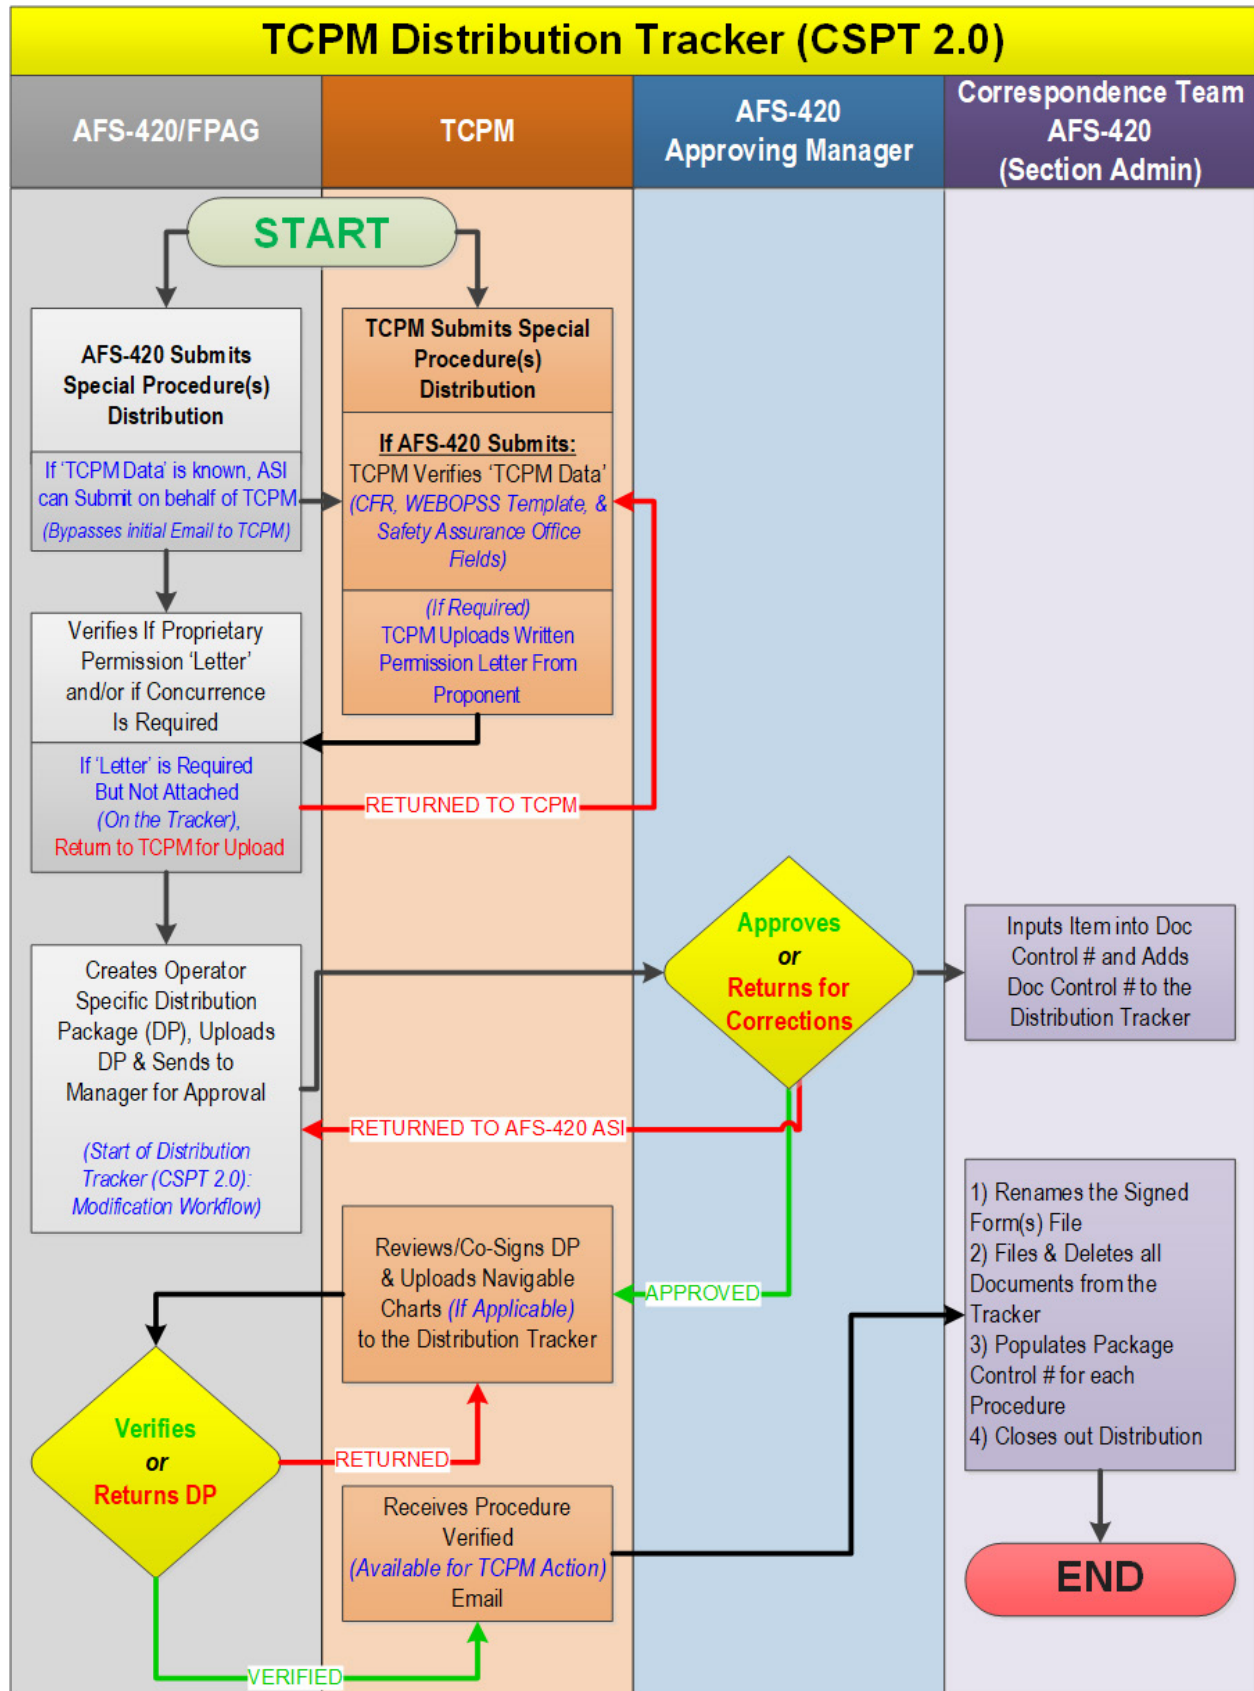 TCPM Distribution Tracker (CSPT 2.0)
AFS-420/FPAG
TCPM
AFS-420
Approving Manager
Correspondence Team
AFS-420
(Section Admin)
START
AFS-420 Submits
Special Procedure(s)
Distribution
If 'TCPM Data' is known, ASI
can Submit on behalf of TCPM
(Bypasses initial Email to TCPM)
TCPM Submits Special
Procedure(s)
Distribution
If AFS-420 Submits:
TCPM Verifies 'TCPM Data'
(CFR, WEBOPSS Template, &
Safety Assurance Office
Fields)
(If Required)
TCPM Uploads Written
Permission Letter From
Proponent
Verifies If Proprietary
Permission 'Letter'
and/or if Concurrence
Is Required
If 'Letter' is Required
But Not Attached
(On the Tracker),
Return to TCPM for Upload
RETURNED TO TCPM
Creates Operator
Specific Distribution
Package (DP), Uploads
DP & Sends to
Manager for Approval
(Start of Distribution
Tracker (CSPT 2.0):
Modification Workflow)
Approves
or
Returns for
Corrections
Inputs Item into Doc
Control # and Adds
Doc Control # to the
Distribution Tracker
RETURNED TO AFS-420 ASI
APPROVED
Reviews/Co-Signs DP
& Uploads Navigable
Charts (If Applicable)
to the Distribution Tracker
Verifies
or
Returns DP
RETURNED
VERIFIED
Receives Procedure
Verified
(Available for TCPM Action)
Email
1) Renames the Signed
Form(s) File
2) Files & Deletes all
Documents from the
Tracker
3) Populates Package
Control # for each
Procedure
4) Closes out Distribution
END